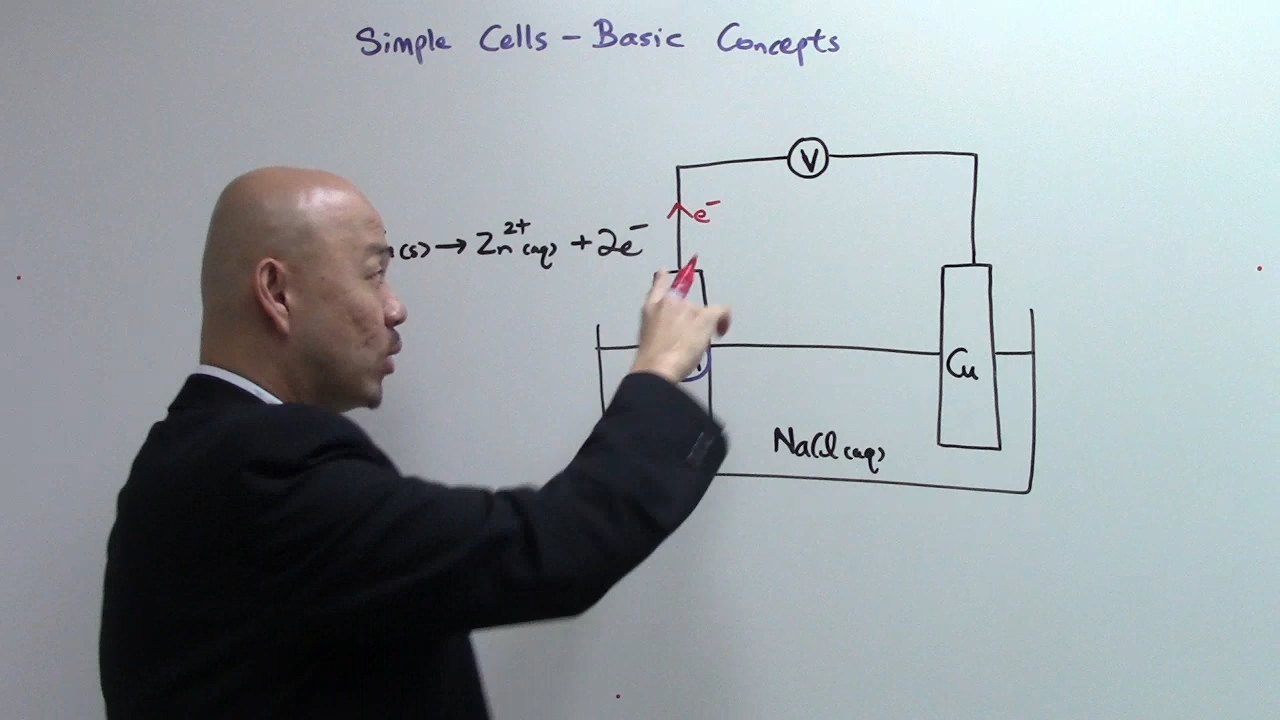 Simple Cells – Basic Concepts
V
e⁻
(s) → Zn²⁺(aq) + 2e⁻
Cu
NaCl(aq)